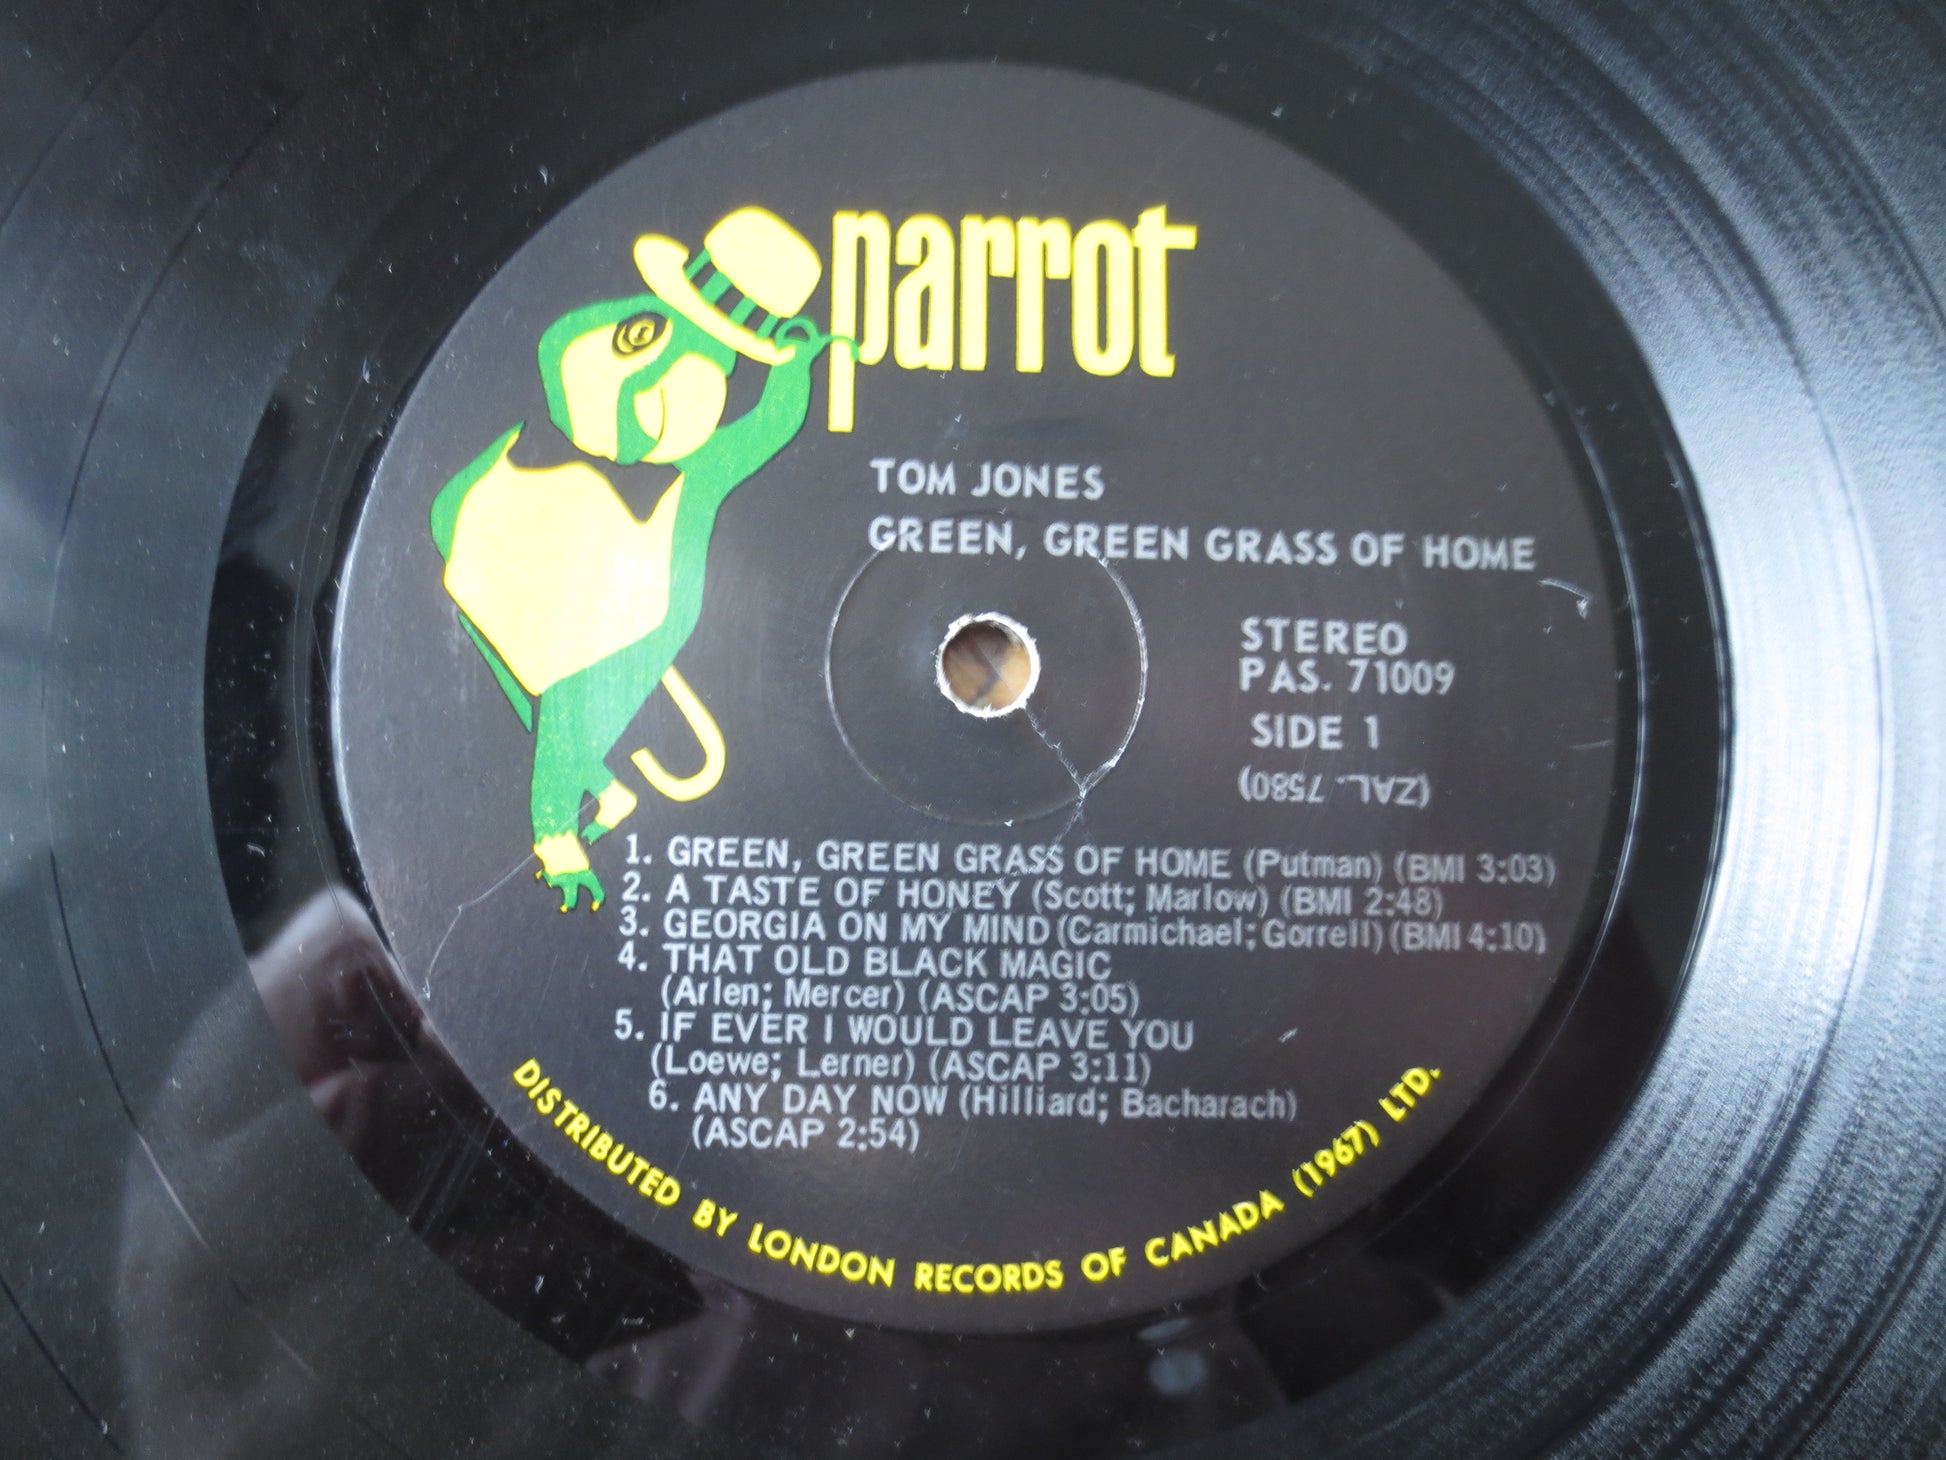 parrot
TOM JONES
GREEN, GREEN GRASS OF HOME
STEREO
PAS. 71009
SIDE 1
(ZAL. 7580)
1. GREEN, GREEN GRASS OF HOME (Putman) (BMI 3:03)
2. A TASTE OF HONEY (Scott; Marlow) (BMI 2:48)
3. GEORGIA ON MY MIND (Carmichael; Gorrell) (BMI 4:10)
4. THAT OLD BLACK MAGIC
(Arlen; Mercer) (ASCAP 3:05)
5. IF EVER I WOULD LEAVE YOU
(Loewe; Lerner) (ASCAP 3:11)
6. ANY DAY NOW (Hilliard; Bacharach)
(ASCAP 2:54)
DISTRIBUTED BY LONDON RECORDS OF CANADA (1967) LTD.